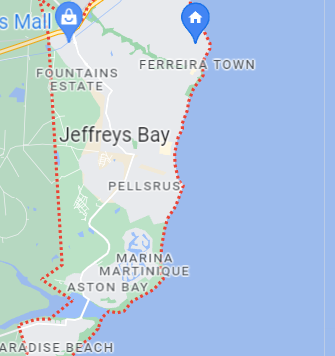 s Mall
FERREIRA TOWN
FOUNTAINS
ESTATE
Jeffreys Bay
PELLSRUS
MARINA
MARTINIQUE
ASTON BAY
ARADISE BEACH